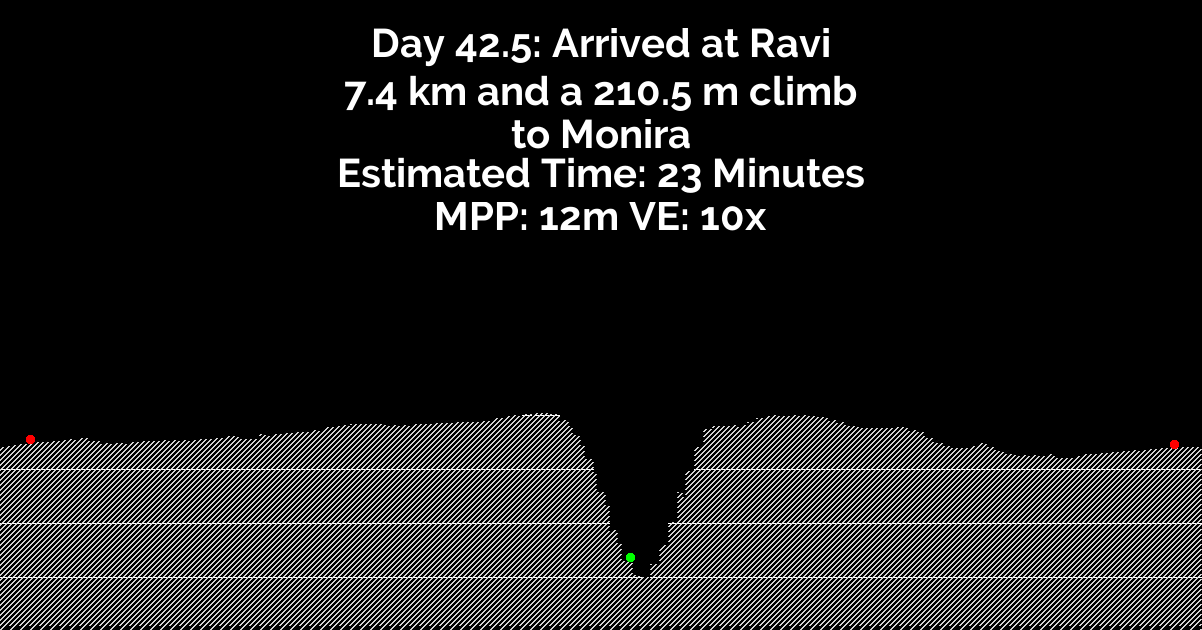 Day 42.5: Arrived at Ravi
7.4 km and a 210.5 m climb
to Monira
Estimated Time: 23 Minutes
MPP: 12m VE: 10x